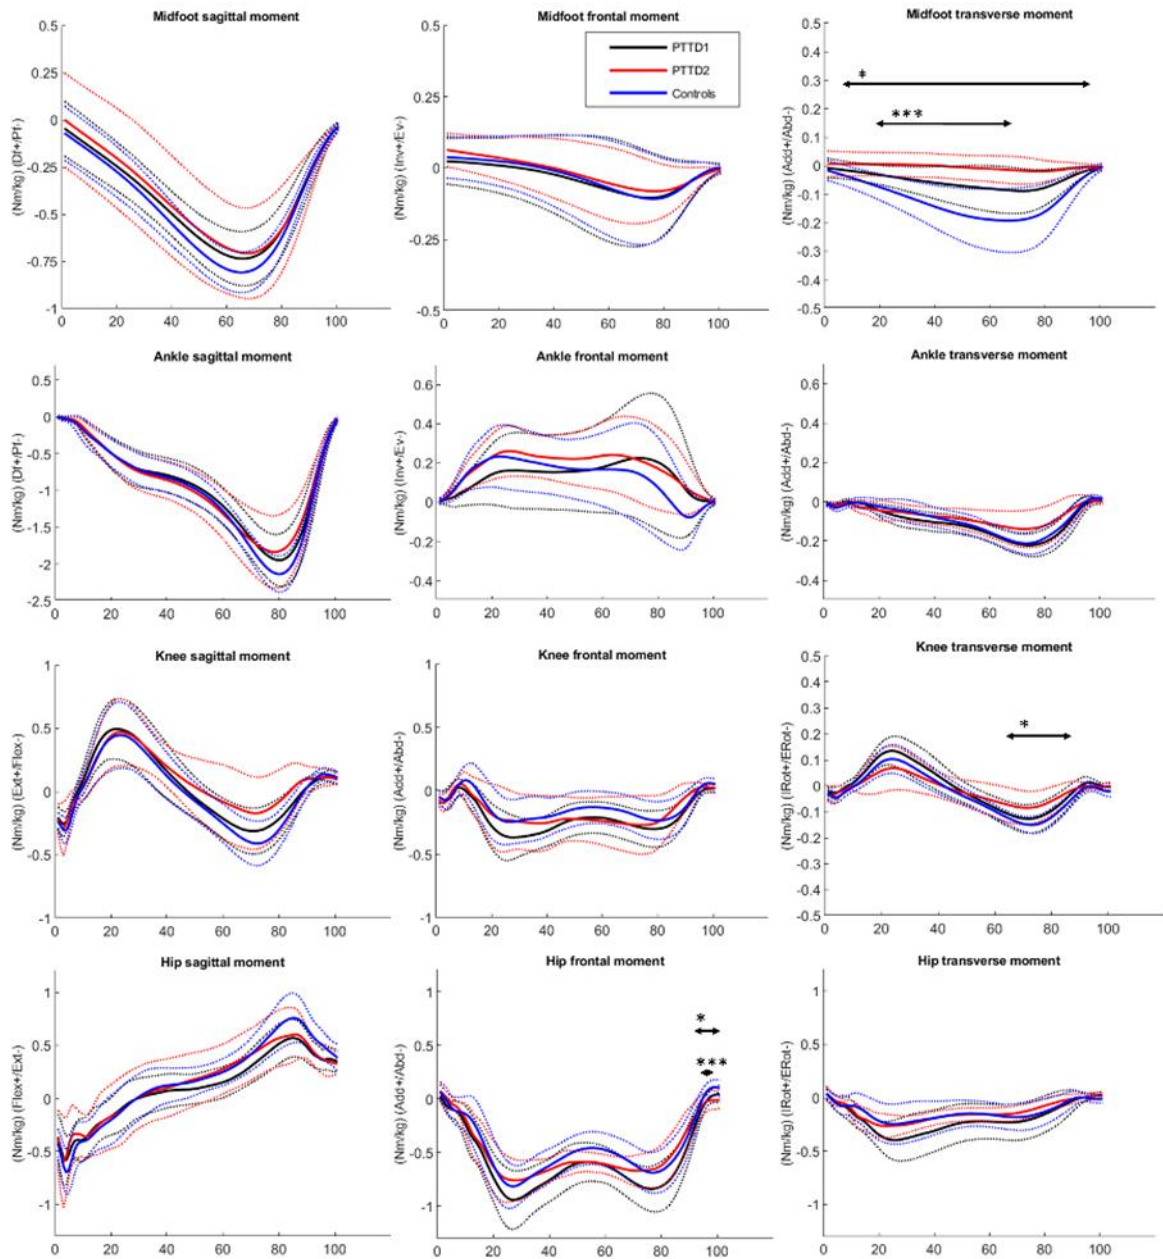 Midfoot sagittal moment
(Nm/kg) (Df+/Pf-)
0.5
0.25
0
-0.25
-0.5
-0.75
-1
0 20 40 60 80 100
Midfoot frontal moment
(Nm/kg) (Inv+/Ev-)
0.5
0.25
0
-0.25
-0.5
0 20 40 60 80 100
PTTD1
PTTD2
Controls
Midfoot transverse moment
(Nm/kg) (Add+/Abd-)
0.5
0.4
0.3
0.2
0.1
0
-0.1
-0.2
-0.3
-0.4
-0.5
0 20 40 60 80 100
*
***
Ankle sagittal moment
(Nm/kg) (Df+/Pf-)
0.5
0
-0.5
-1
-1.5
-2
-2.5
0 20 40 60 80 100
Ankle frontal moment
(Nm/kg) (Inv+/Ev-)
0.6
0.4
0.2
0
-0.2
-0.4
0 20 40 60 80 100
Ankle transverse moment
(Nm/kg) (Add+/Abd-)
0.6
0.4
0.2
0
-0.2
-0.4
0 20 40 60 80 100
Knee sagittal moment
(Nm/kg) (Ext+/Flex-)
1
0.5
0
-0.5
-1
0 20 40 60 80 100
Knee frontal moment
(Nm/kg) (Add+/Abd-)
1
0.5
0
-0.5
-1
0 20 40 60 80 100
Knee transverse moment
(Nm/kg) (IRot+/ERot-)
0.5
0.4
0.3
0.2
0.1
0
-0.1
-0.2
-0.3
-0.4
-0.5
0 20 40 60 80 100
*
Hip sagittal moment
(Nm/kg) (Flex+/Ext-)
1
0.5
0
-0.5
-1
0 20 40 60 80 100
Hip frontal moment
(Nm/kg) (Add+/Abd-)
1
0.5
0
-0.5
-1
0 20 40 60 80 100
*
***
Hip transverse moment
(Nm/kg) (IRot+/ERot-)
1
0.5
0
-0.5
-1
0 20 40 60 80 100